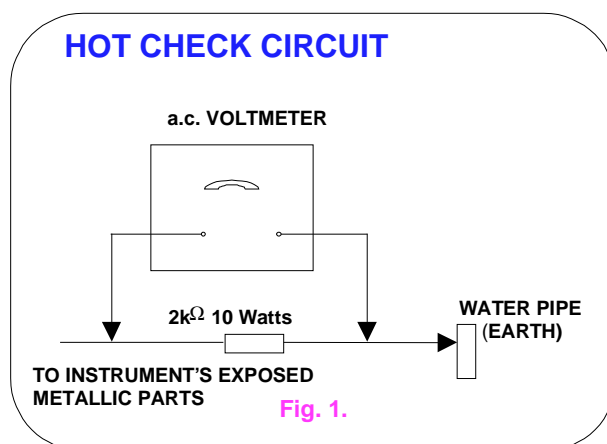 HOT CHECK CIRCUIT
a.c. VOLTMETER
2kΩ 10 Watts
WATER PIPE
(EARTH)
TO INSTRUMENT'S EXPOSED
METALLIC PARTS
Fig. 1.